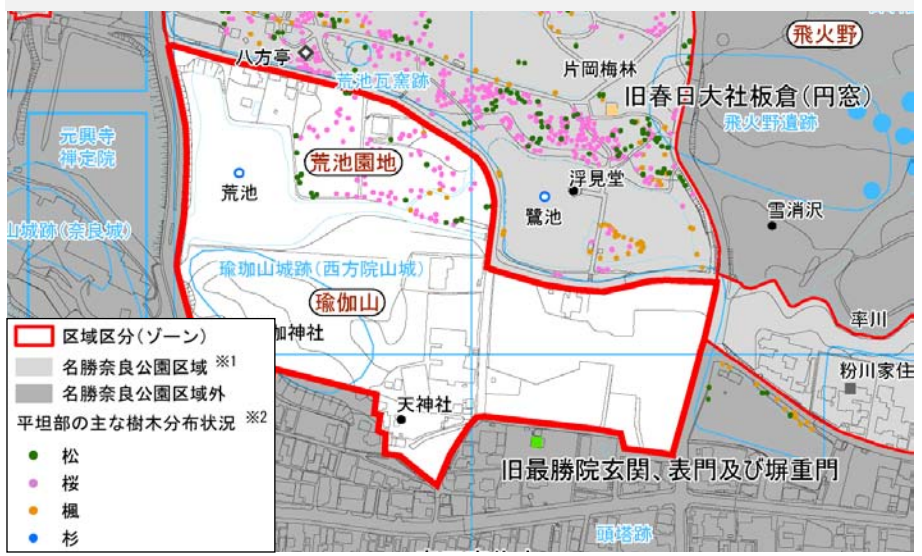 八方亭
荒池瓦窯跡
片岡梅林
飛火野
旧春日大社板倉(円窓)
飛火野遺跡
元興寺
禅定院
荒池園地
荒池
浮見堂
鷺池
雪消沢
山城跡(奈良城)
瑜珈山城跡(西方院山城)
瑜伽山
率川
区域区分(ゾーン)
名勝奈良公園区域 ※1
名勝奈良公園区域外
平坦部の主な樹木分布状況 ※2
松
桜
楓
杉
伽神社
粉川家住
天神社
旧最勝院玄関、表門及び塀重門
頭塔跡